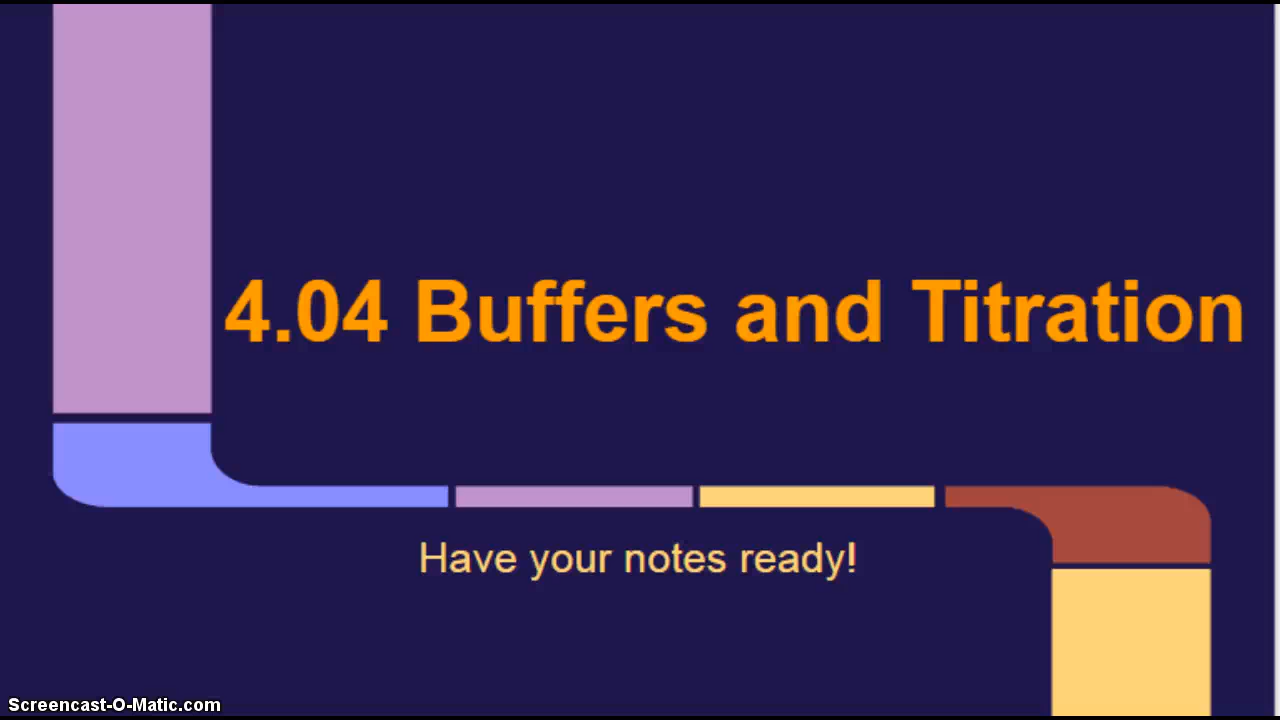 4.04 Buffers and Titration
Have your notes ready!
Screencast-O-Matic.com